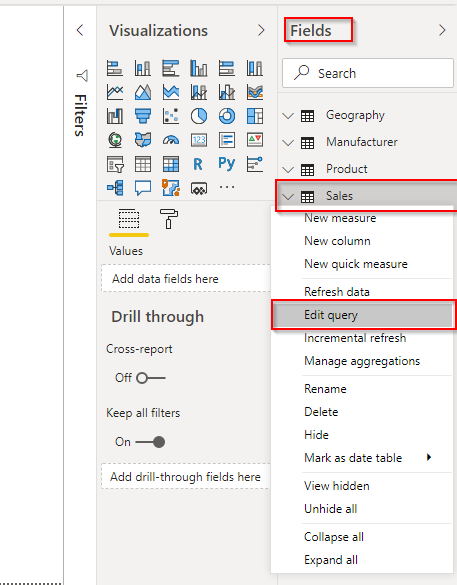 Filters
Visualizations
123
R
Py
...
Values
Add data fields here
Drill through
Cross-report
Off
Keep all filters
On
Add drill-through fields here
Fields
Search
Geography
Manufacturer
Product
Sales
New measure
New column
New quick measure
Refresh data
Edit query
Incremental refresh
Manage aggregations
Rename
Delete
Hide
Mark as date table
View hidden
Unhide all
Collapse all
Expand all